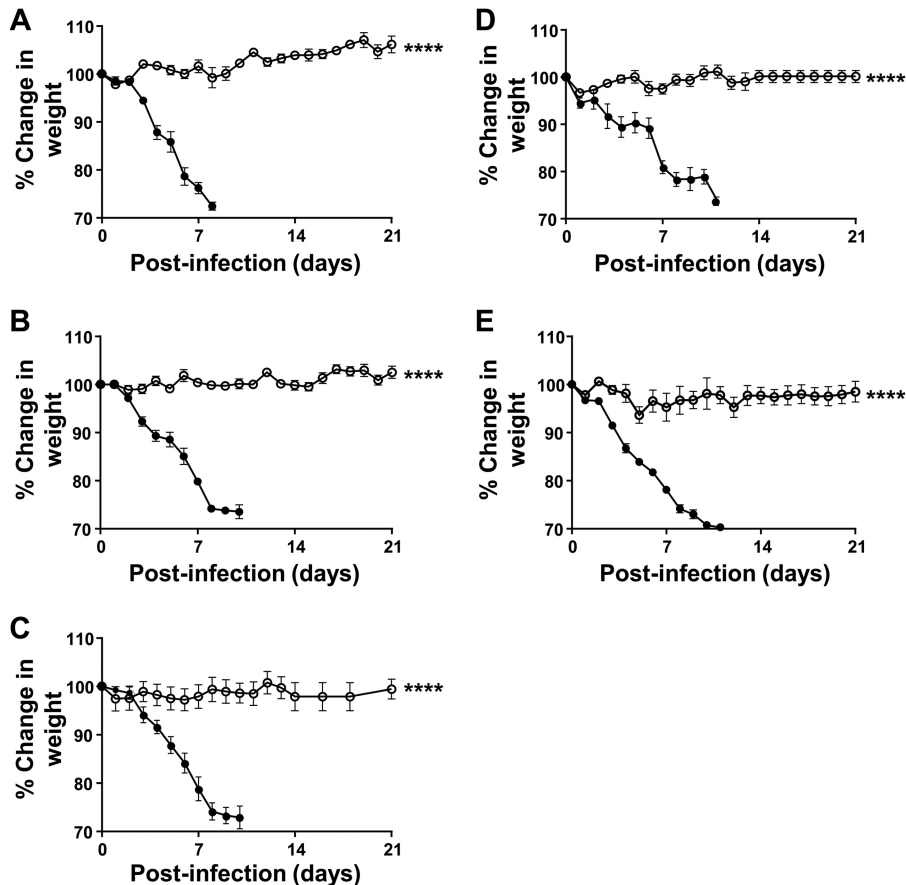 A
110
100
90
80
70
% Change in
weight
****
0 7 14 21
Post-infection (days)
B
110
100
90
80
70
% Change in
weight
****
0 7 14 21
Post-infection (days)
C
110
100
90
80
70
% Change in
weight
****
0 7 14 21
Post-infection (days)
D
110
100
90
80
70
% Change in
weight
****
0 7 14 21
Post-infection (days)
E
110
100
90
80
70
% Change in
weight
****
0 7 14 21
Post-infection (days)